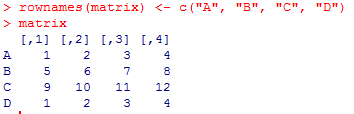 > rownames(matrix) <- c("A", "B", "C", "D")
> matrix
  [,1] [,2] [,3] [,4]
A    1    2    3    4
B    5    6    7    8
C    9   10   11   12
D    1    2    3    4